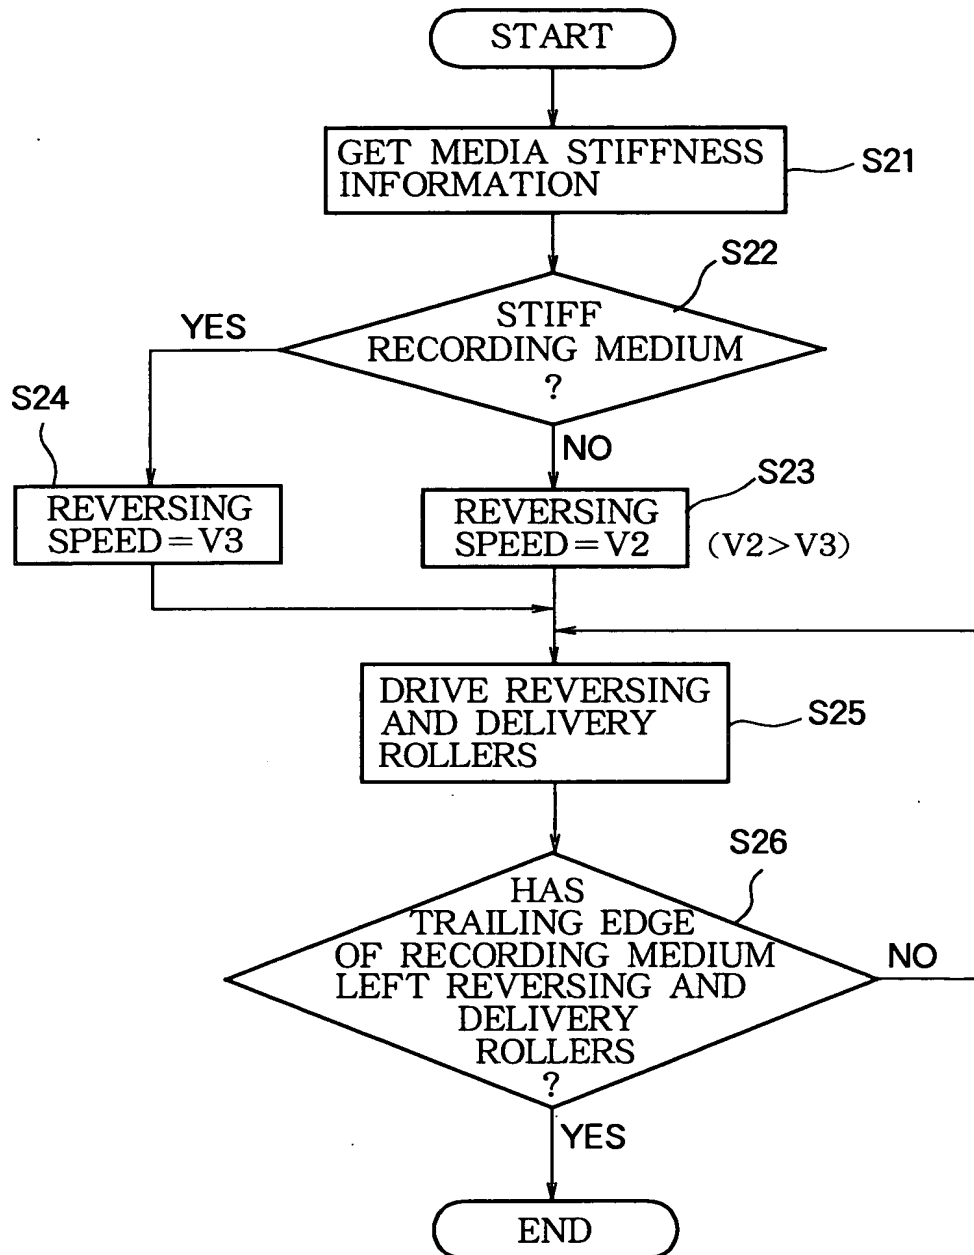 START
GET MEDIA STIFFNESS
INFORMATION
S21
S22
STIFF
RECORDING MEDIUM
?
YES
NO
S24
REVERSING
SPEED=V3
S23
REVERSING
SPEED=V2
(V2>V3)
DRIVE REVERSING
AND DELIVERY
ROLLERS
S25
S26
HAS
TRAILING EDGE
OF RECORDING MEDIUM
LEFT REVERSING AND
DELIVERY
ROLLERS
?
NO
YES
END